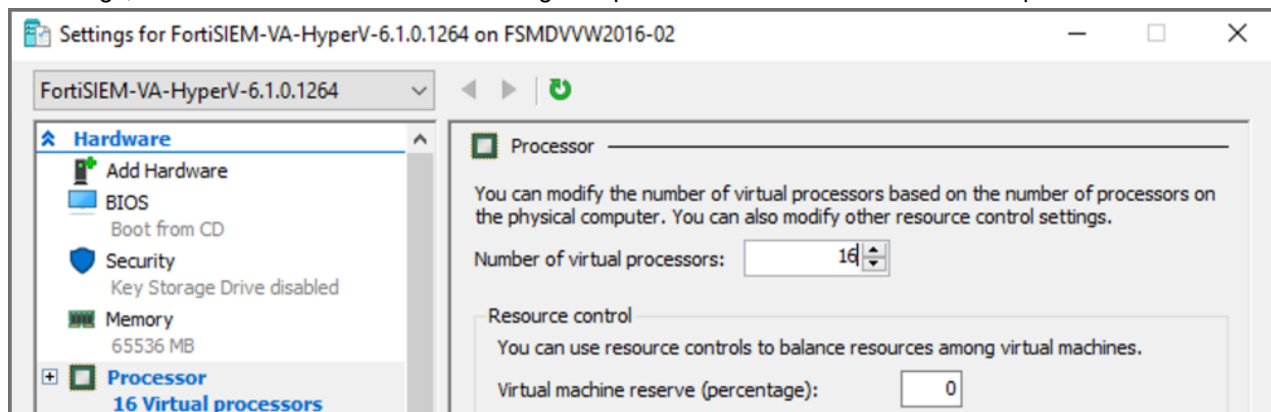 Settings for FortiSIEM-VA-HyperV-6.1.0.1264 on FSMDVVW2016-02
FortiSIEM-VA-HyperV-6.1.0.1264
Hardware
Add Hardware
BIOS
Boot from CD
Security
Key Storage Drive disabled
Memory
65536 MB
Processor
16 Virtual processors
Processor
You can modify the number of virtual processors based on the number of processors on
the physical computer. You can also modify other resource control settings.
Number of virtual processors: 16
Resource control
You can use resource controls to balance resources among virtual machines.
Virtual machine reserve (percentage): 0